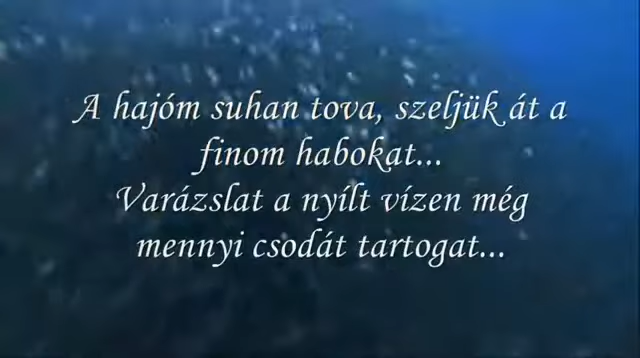 A hajóm suhan tova, szeljük át a
finom habokat...
Varázslat a nyílt vízen még
mennyi csodát tartogat...